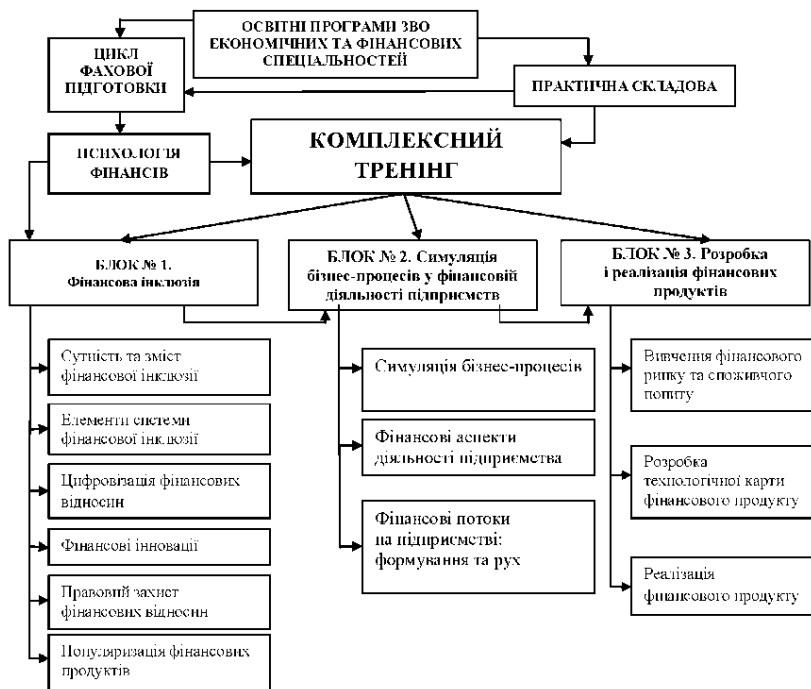 ОСВІТНІ ПРОГРАМИ ЗВО
ЕКОНОМІЧНИХ ТА ФІНАНСОВИХ
СПЕЦІАЛЬНОСТЕЙ
ЦИКЛ
ФАХОВОЇ
ПІДГОТОВКИ
ПРАКТИЧНА СКЛАДОВА
ПСИХОЛОГІЯ
ФІНАНСІВ
КОМПЛЕКСНИЙ
ТРЕНІНГ
БЛОК № 1.
Фінансова інклюзія
БЛОК № 2. Симуляція
бізнес-процесів у фінансовій
діяльності підприємств
БЛОК № 3. Розробка
і реалізація фінансових
продуктів
Сутність та зміст
фінансової інклюзії
Елементи системи
фінансової інклюзії
Цифровізація фінансових
відносин
Фінансові інновації
Правовий захист
фінансових відносин
Популяризація фінансових
продуктів
Симуляція бізнес-процесів
Фінансові аспекти
діяльності підприємства
Фінансові потоки
на підприємстві:
формування та рух
Вивчення фінансового
ринку та споживчого
попиту
Розробка
технологічної карти
фінансового продукту
Реалізація
фінансового продукту